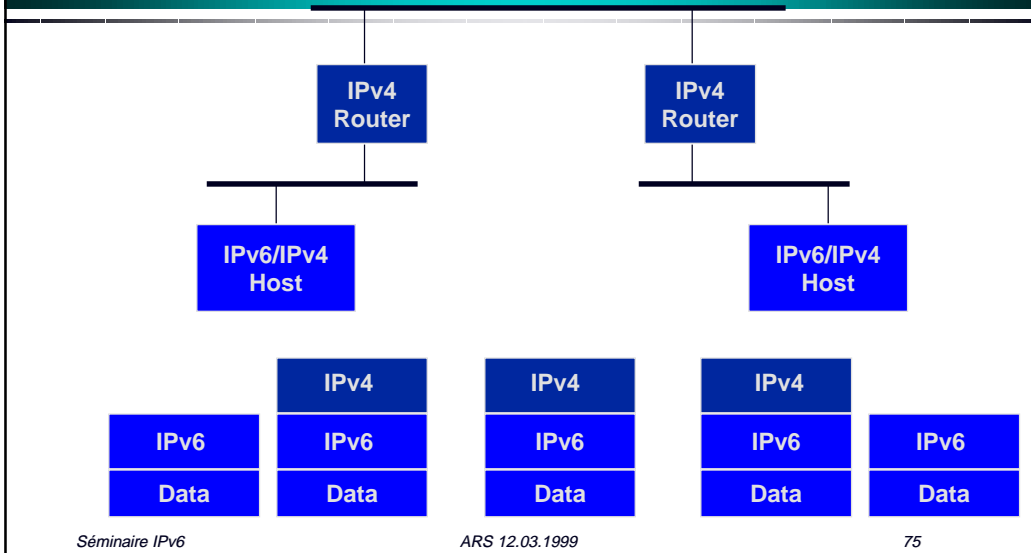 IPv4
Router
IPv4
Router
IPv6/IPv4
Host
IPv6/IPv4
Host
IPv4
IPv4
IPv4
IPv6
IPv6
IPv6
IPv6
IPv6
Data
Data
Data
Data
Data
Séminaire IPv6
ARS 12.03.1999
75